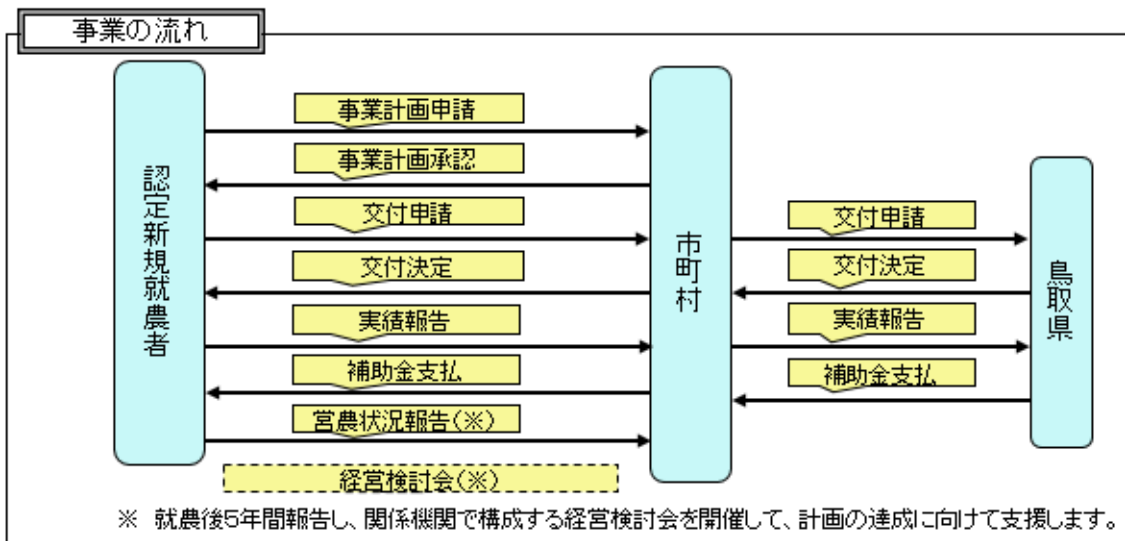 事業の流れ
認定新規就農者
市町村
鳥取県
事業計画申請
事業計画承認
交付申請
交付決定
実績報告
補助金支払
営農状況報告(※)
経営検討会(※)
交付申請
交付決定
実績報告
補助金支払
※ 就農後5年間報告し、関係機関で構成する経営検討会を開催して、計画の達成に向けて支援します。